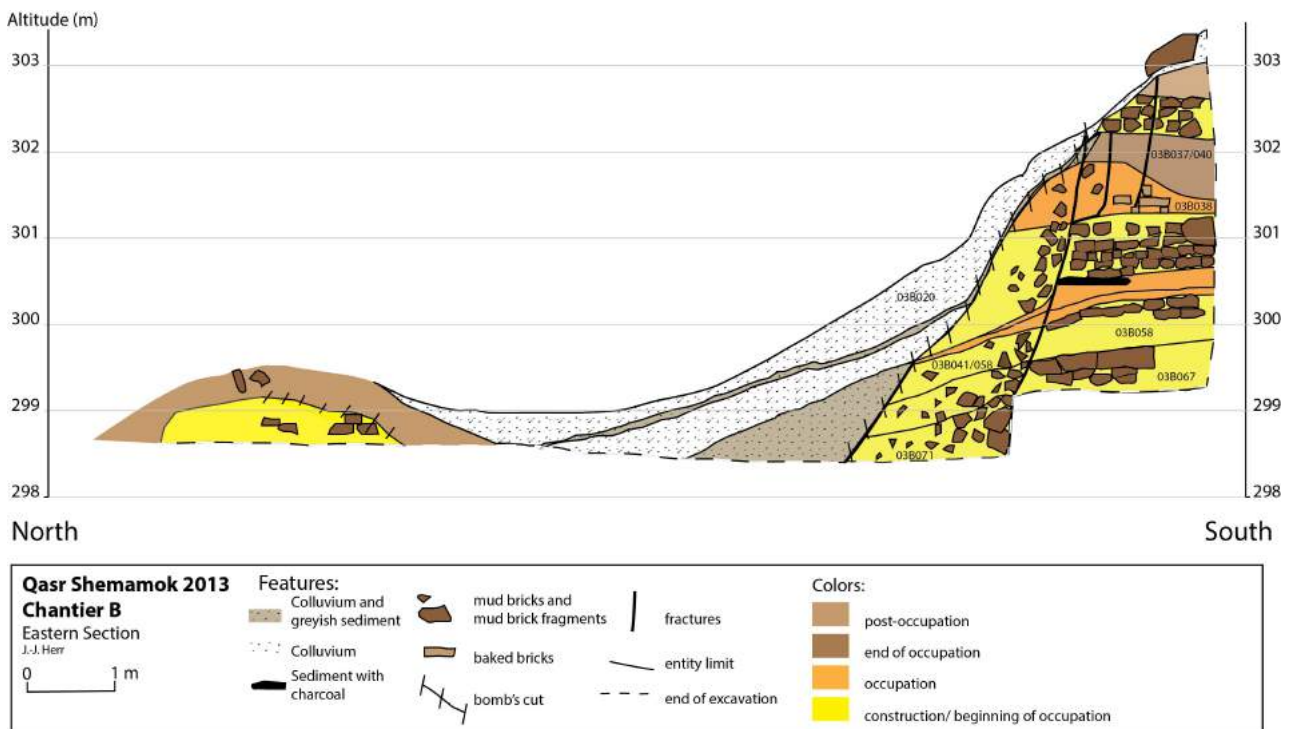 Altitude (m)
303
303
302
302
03B037/040
03B038
301
301
03B020
300
300
03B058
03B041/058
03B067
299
299
03B071
298
298
North
South
Qasr Shemamok 2013
Chantier B
Eastern Section
J.-J. Herr
0 1 m
Features:
Colluvium and
greyish sediment
Colluvium
Sediment with
charcoal
mud bricks and
mud brick fragments
baked bricks
bomb's cut
fractures
entity limit
end of excavation
Colors:
post-occupation
end of occupation
occupation
construction/ beginning of occupation